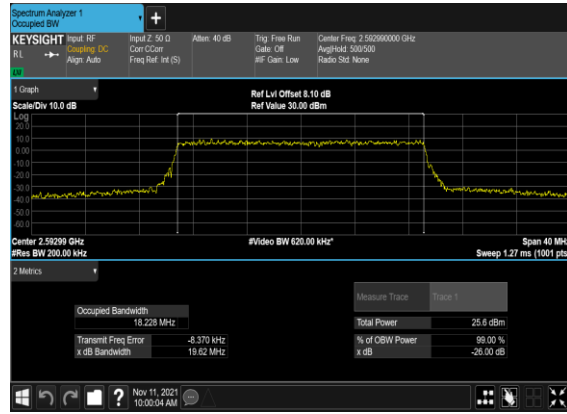 Spectrum Analyzer 1
Occupied BW
+
KEYSIGHT Input: RF Input Z: 50 Ω Atten: 40 dB Trig: Free Run Center Freq: 2.592990000 GHz
RL Coupling: DC Corr CCorr Gate: Off Avg|Hold: 500/500
Align: Auto Freq Ref: Int (S) #IF Gain: Low Radio Std: None
1 Graph
Ref Lvl Offset 8.10 dB
Scale/Div 10.0 dB Ref Value 30.00 dBm
Log
20.0
10.0
0.00
-10.0
-20.0
-30.0
-40.0
-50.0
-60.0
Center 2.59299 GHz #Video BW 620.00 kHz* Span 40 MHz
#Res BW 200.00 kHz Sweep 1.27 ms (1001 pts
2 Metrics
Measure Trace Trace 1
Occupied Bandwidth
18.228 MHz Total Power 25.6 dBm
Transmit Freq Error -8.370 kHz % of OBW Power 99.00 %
x dB Bandwidth 19.62 MHz x dB -26.00 dB
? Nov 11, 2021
10:00:04 AM